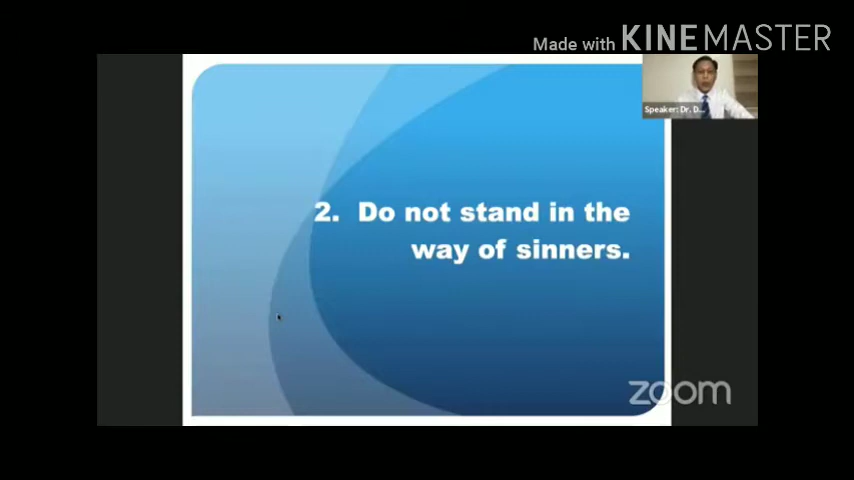 Made with KINEMASTER
Speaker: Dr. D...
2. Do not stand in the
way of sinners.
zoom